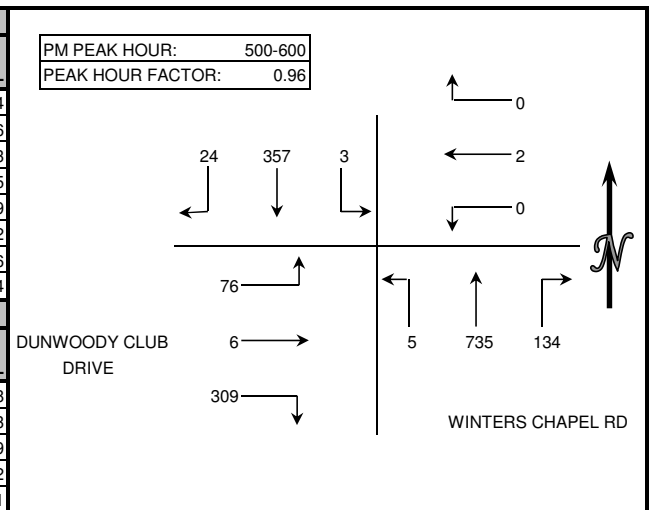 PM PEAK HOUR: 500-600
PEAK HOUR FACTOR: 0.96
0
24 357 3 2
0
76
N
DUNWOODY CLUB 6 5 735 134
DRIVE
309
WINTERS CHAPEL RD